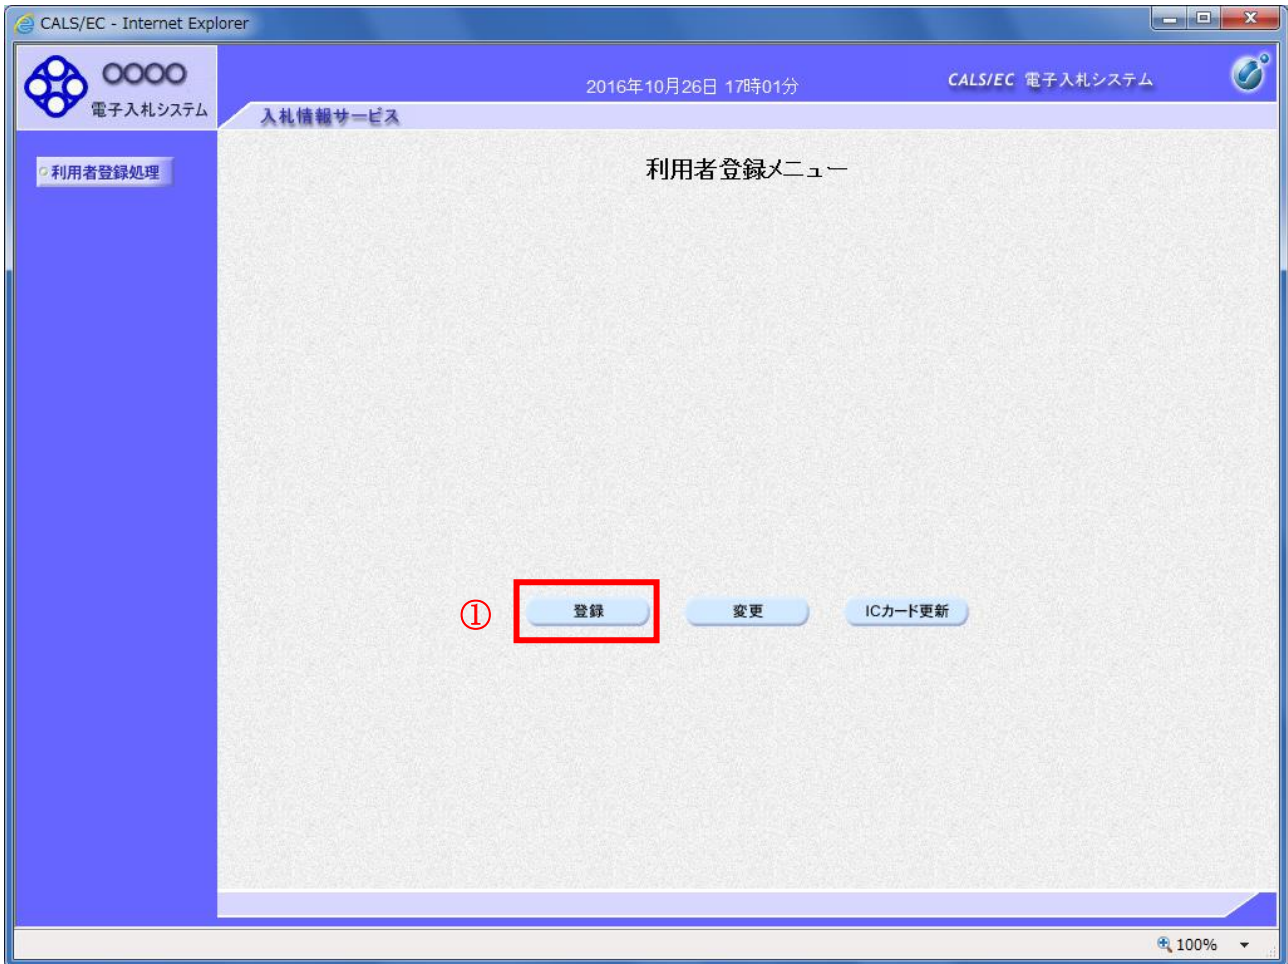 CALS/EC - Internet Explorer
〇〇〇〇
電子入札システム
2016年10月26日 17時01分
CALS/EC 電子入札システム
入札情報サービス
利用者登録処理
利用者登録メニュー
① 登録 変更 ICカード更新
100%